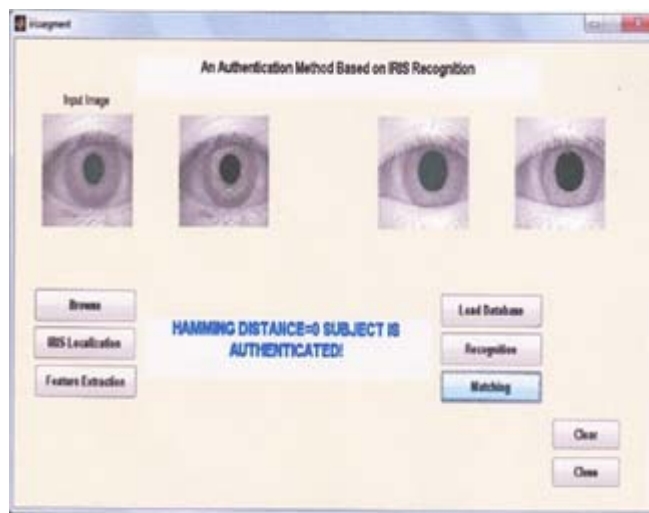 irissegment
An Authentication Method Based on IRIS Recognition
Input Image
Browse
IRIS Localization
Feature Extraction
HAMMING DISTANCE=0 SUBJECT IS
AUTHENTICATED!
Load Database
Recognition
Matching
Clear
Close